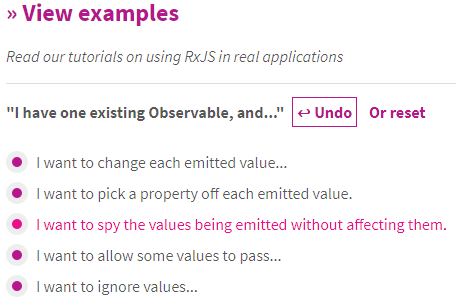 » View examples
Read our tutorials on using RxJS in real applications
"I have one existing Observable, and..." ↩ Undo Or reset
I want to change each emitted value...
I want to pick a property off each emitted value.
I want to spy the values being emitted without affecting them.
I want to allow some values to pass...
I want to ignore values...